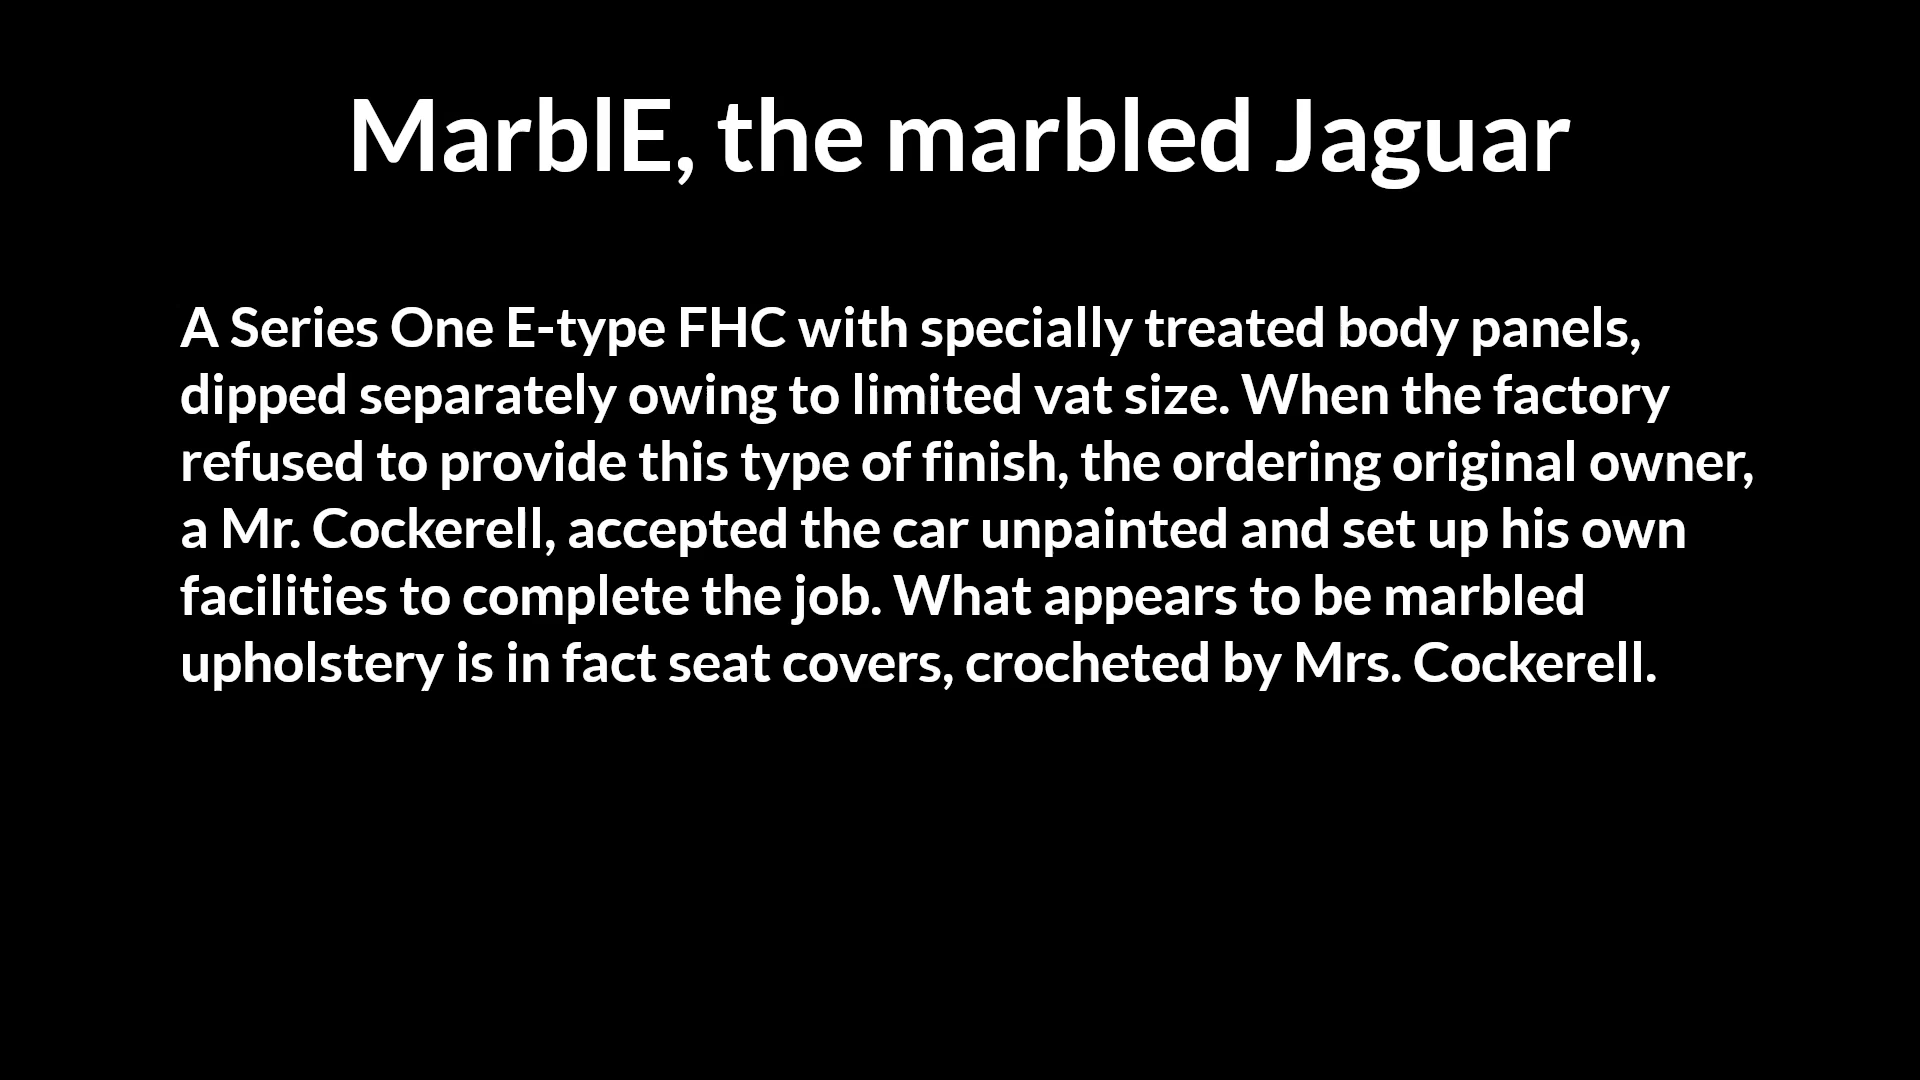 MarblE, the marbled Jaguar
A Series One E-type FHC with specially treated body panels,
dipped separately owing to limited vat size. When the factory
refused to provide this type of finish, the ordering original owner,
a Mr. Cockerell, accepted the car unpainted and set up his own
facilities to complete the job. What appears to be marbled
upholstery is in fact seat covers, crocheted by Mrs. Cockerell.